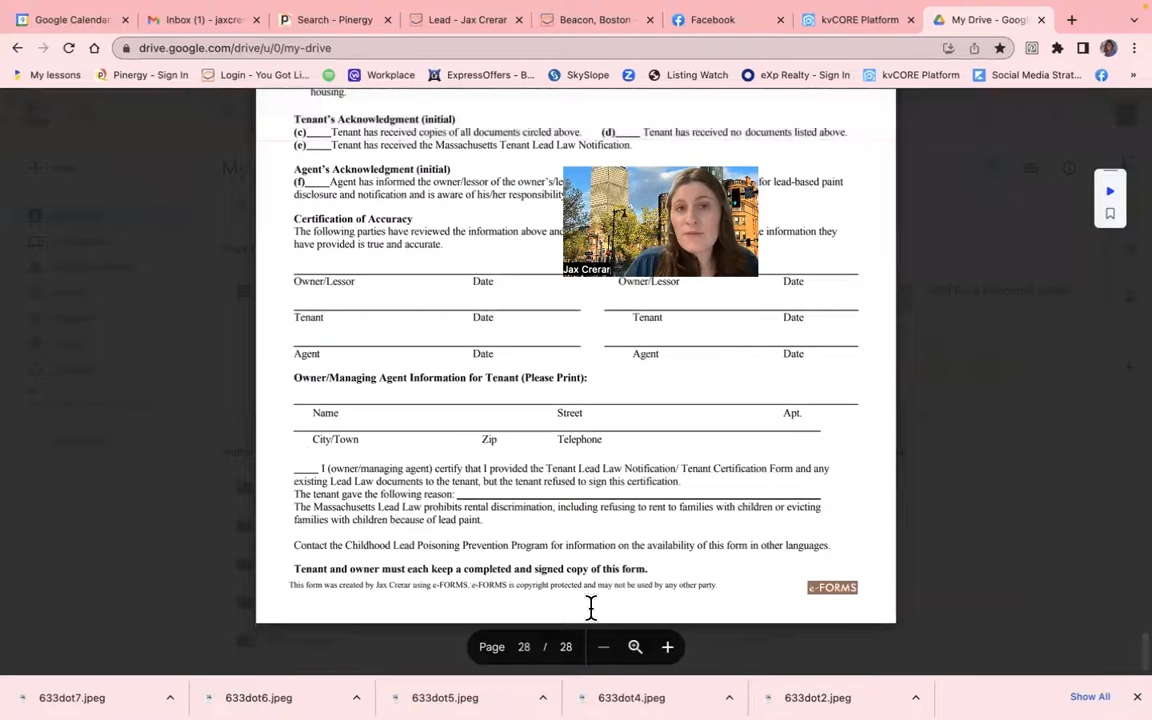 Google Calendar
Inbox (1) - jaxcre
Search - Pinergy
Lead - Jax Crerar
Beacon, Boston
Facebook
kvCORE Platform
My Drive - Goog
drive.google.com/drive/u/0/my-drive
My lessons
Pinergy - Sign In
Login - You Got Li...
Workplace
ExpressOffers - B...
SkySlope
Listing Watch
eXp Realty - Sign In
kvCORE Platform
Social Media Strat...
»
housing.
Tenant's Acknowledgment (initial)
(c)____Tenant has received copies of all documents circled above. (d)____ Tenant has received no documents listed above.
(e)____Tenant has received the Massachusetts Tenant Lead Law Notification.
Agent's Acknowledgment (initial)
(f)____Agent has informed the owner/lessor of the owner's/le for lead-based paint
disclosure and notification and is aware of his/her responsibility
Certification of Accuracy
The following parties have reviewed the information above and information they
have provided is true and accurate.
Jax Crerar
Owner/Lessor Date Owner/Lessor Date
Tenant Date Tenant Date
Agent Date Agent Date
Owner/Managing Agent Information for Tenant (Please Print):
Name Street Apt.
City/Town Zip Telephone
____ I (owner/managing agent) certify that I provided the Tenant Lead Law Notification/ Tenant Certification Form and any
existing Lead Law documents to the tenant, but the tenant refused to sign this certification.
The tenant gave the following reason:
The Massachusetts Lead Law prohibits rental discrimination, including refusing to rent to families with children or evicting
families with children because of lead paint.
Contact the Childhood Lead Poisoning Prevention Program for information on the availability of this form in other languages.
Tenant and owner must each keep a completed and signed copy of this form.
This form was created by Jax Crerar using e-FORMS. e-FORMS is copyright protected and may not be used by any other party.
e-FORMS
Page 28 / 28
633dot7.jpeg
633dot6.jpeg
633dot5.jpeg
633dot4.jpeg
633dot2.jpeg
Show All